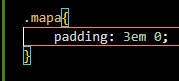 .mapa{
padding: 3em 0;
}